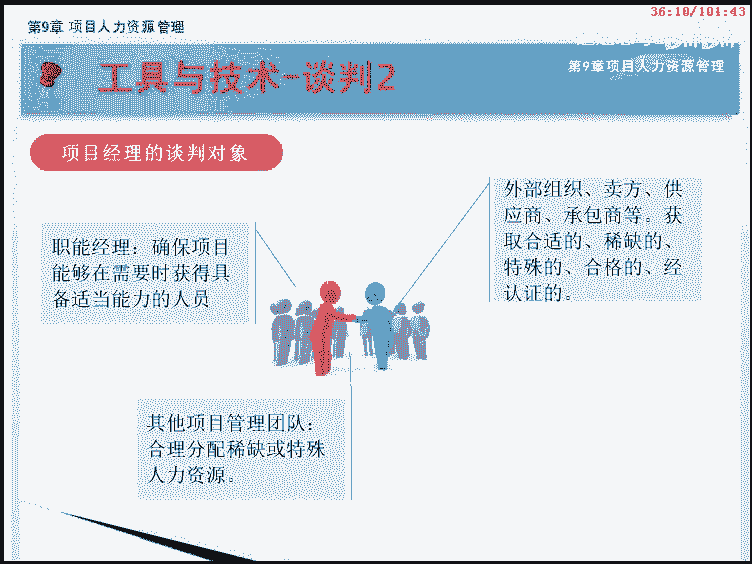 36:10/101:43
第9章 项目人力资源管理
工具与技术-谈判2
第9章项目人力资源管理
项目经理的谈判对象
外部组织、卖方、供
应商、承包商等。获
取合适的、稀缺的、
特殊的、合格的、经
认证的。
职能经理：确保项目
能够在需要时获得具
备适当能力的人员
其他项目管理团队：
合理分配稀缺或特殊
人力资源。